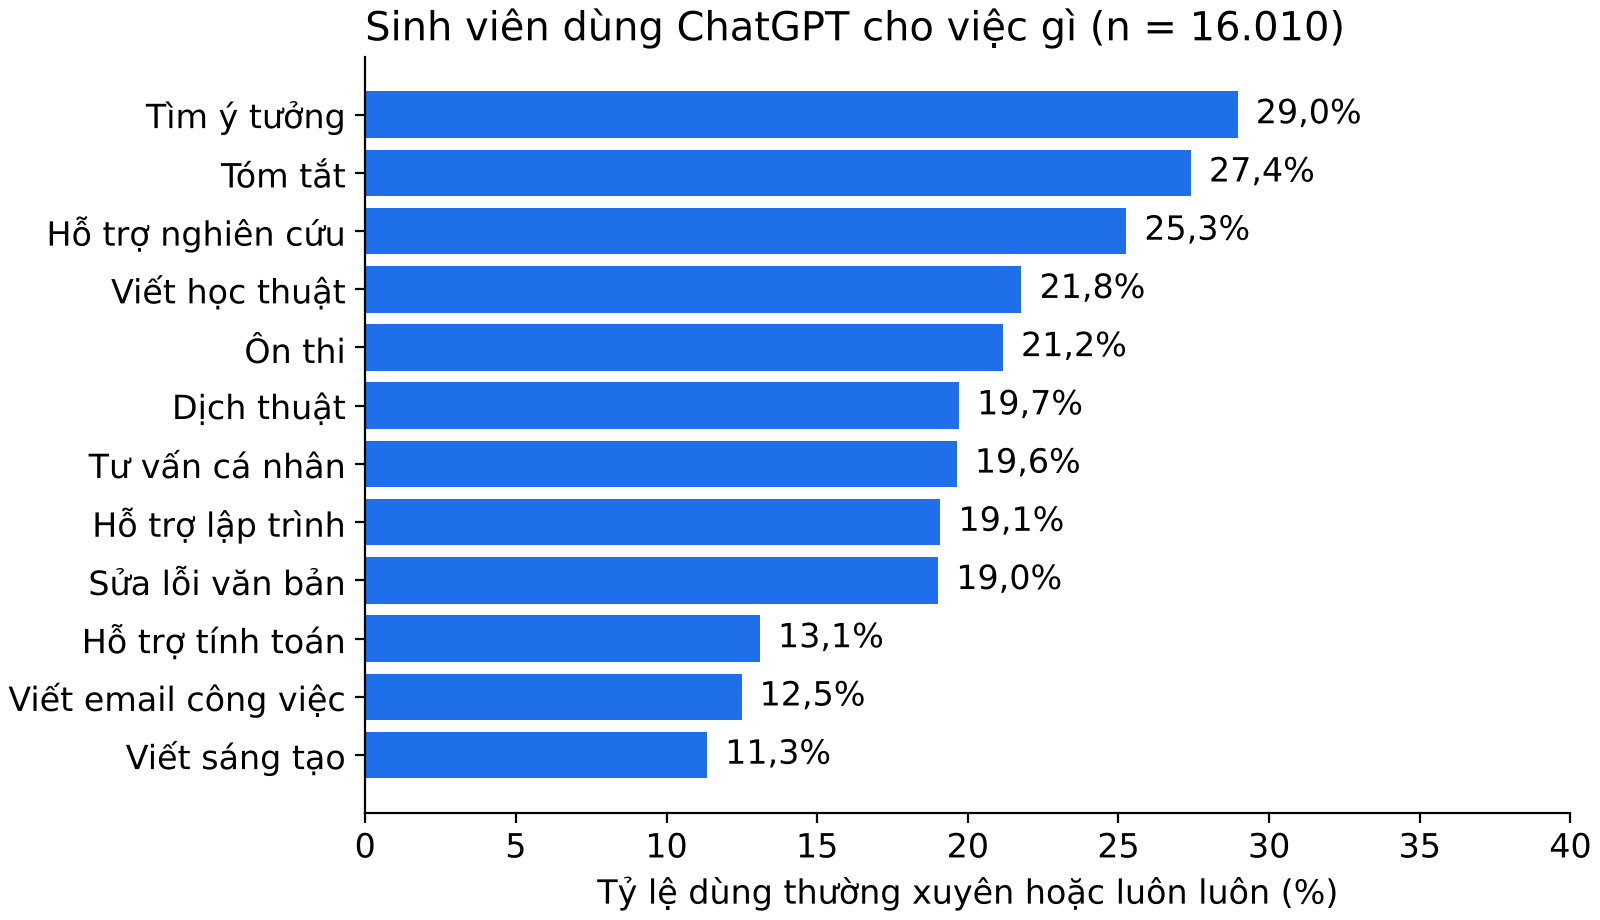 Sinh viên dùng ChatGPT cho việc gì (n = 16.010)
Tìm ý tưởng 29,0%
Tóm tắt 27,4%
Hỗ trợ nghiên cứu 25,3%
Viết học thuật 21,8%
Ôn thi 21,2%
Dịch thuật 19,7%
Tư vấn cá nhân 19,6%
Hỗ trợ lập trình 19,1%
Sửa lỗi văn bản 19,0%
Hỗ trợ tính toán 13,1%
Viết email công việc 12,5%
Viết sáng tạo 11,3%
0 5 10 15 20 25 30 35 40
Tỷ lệ dùng thường xuyên hoặc luôn luôn (%)